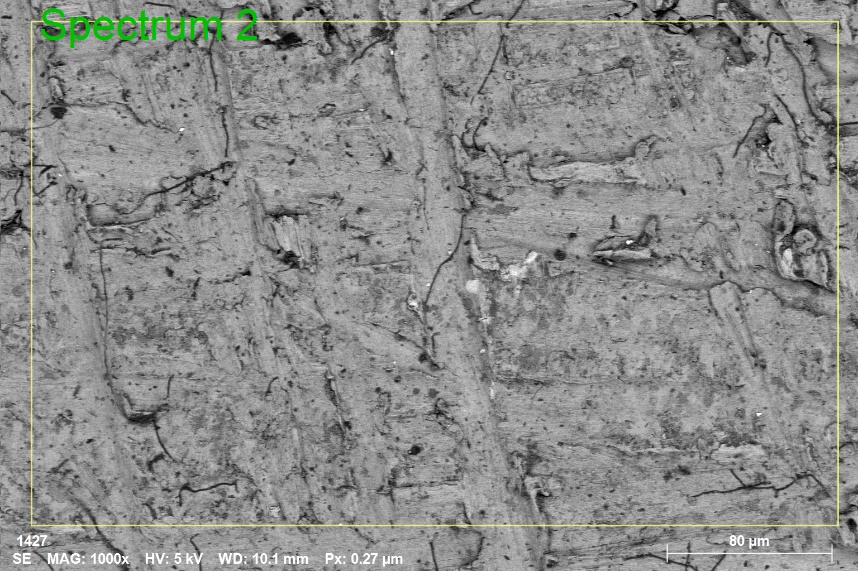 Spectrum 2
1427
80 µm
SE MAG: 1000x HV: 5 kV WD: 10.1 mm Px: 0.27 µm